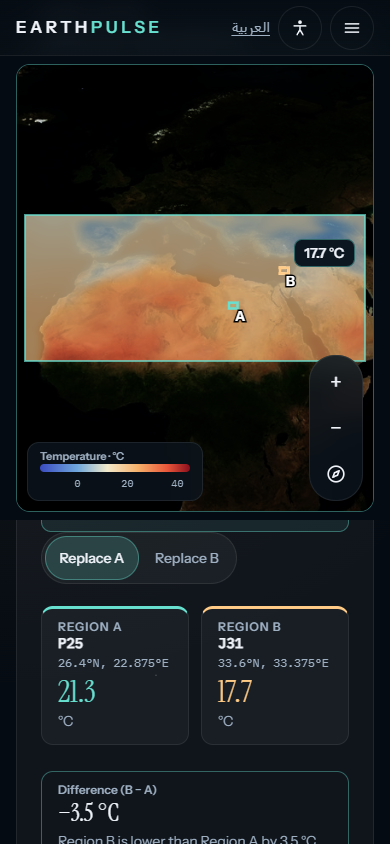 EARTHPULSE
العربية
17.7 °C
B
A
+
−
Temperature · °C
0 20 40
Replace A Replace B
REGION A
P25
26.4°N, 22.875°E
21.3
°C
REGION B
J31
33.6°N, 33.375°E
17.7
°C
Difference (B − A)
−3.5 °C
Region B is lower than Region A by 3.5 °C